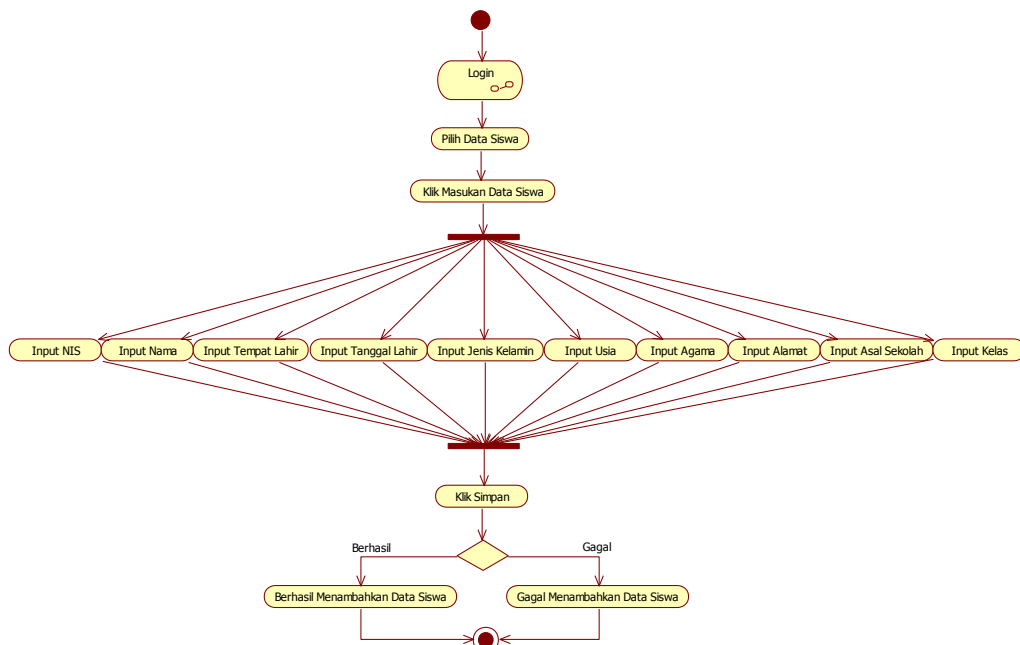 Login
Pilih Data Siswa
Klik Masukan Data Siswa
Input NIS
Input Nama
Input Tempat Lahir
Input Tanggal Lahir
Input Jenis Kelamin
Input Usia
Input Agama
Input Alamat
Input Asal Sekolah
Input Kelas
Klik Simpan
Berhasil
Gagal
Berhasil Menambahkan Data Siswa
Gagal Menambahkan Data Siswa